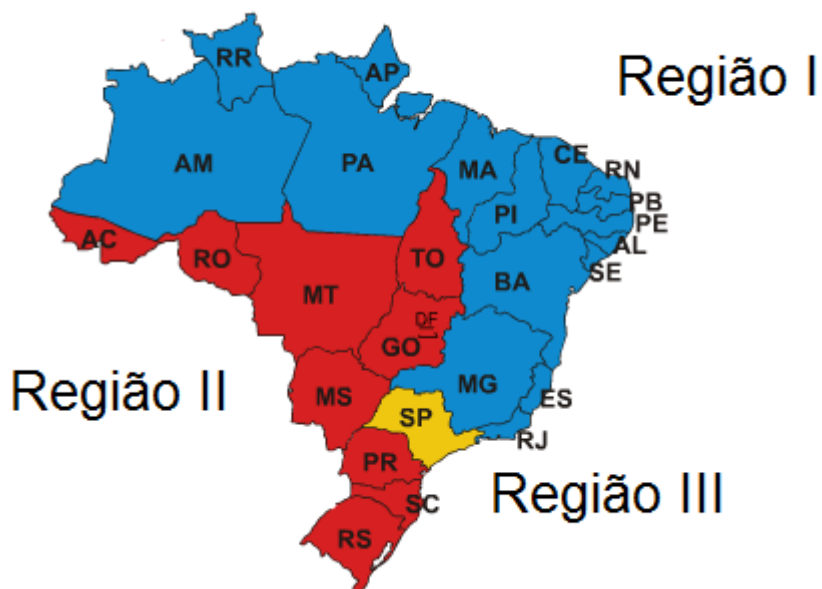 RR
AP
Região I
AM
PA
MA
CE
RN
PB
PI
PE
AC
AL
RO
TO
SE
MT
BA
DF
GO
Região II
MS
MG
ES
SP
RJ
PR
Região III
SC
RS